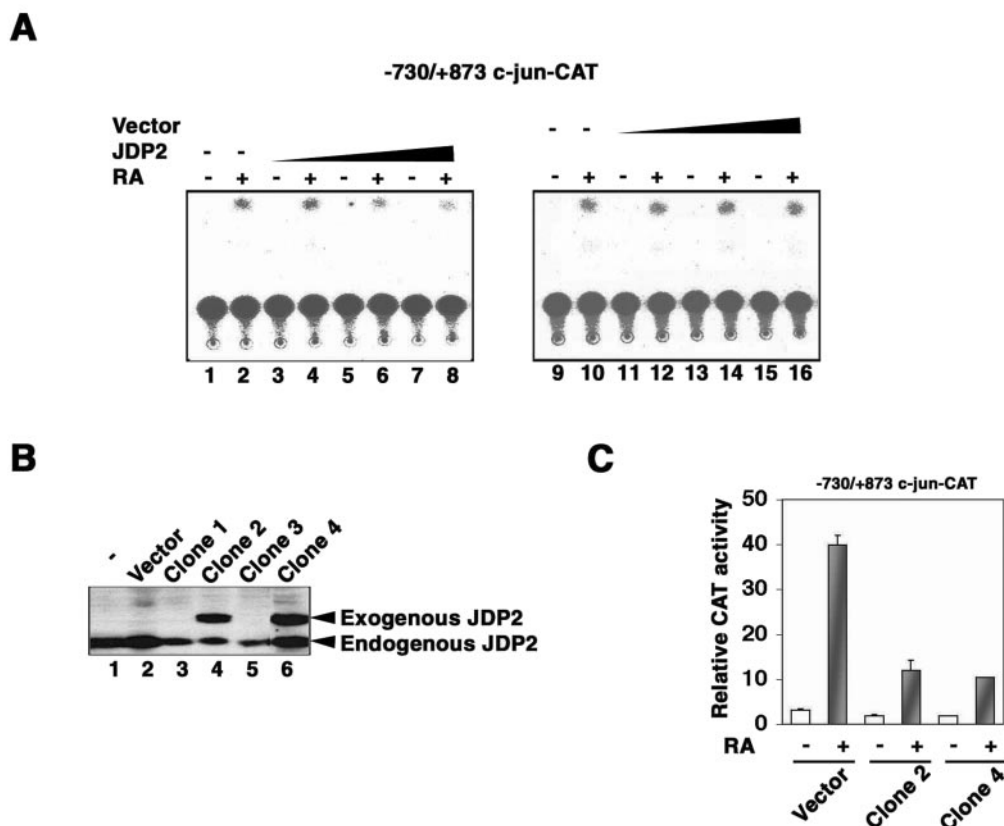 A
-730/+873 c-jun-CAT
Vector - -
JDP2 - -
RA - + - + - + - + - + - + - + - +
1 2 3 4 5 6 7 8 9 10 11 12 13 14 15 16
B
- Vector Clone 1 Clone 2 Clone 3 Clone 4
Exogenous JDP2
Endogenous JDP2
1 2 3 4 5 6
C
-730/+873 c-jun-CAT
Relative CAT activity
50
40
30
20
10
0
RA - + - + - +
Vector Clone 2 Clone 4